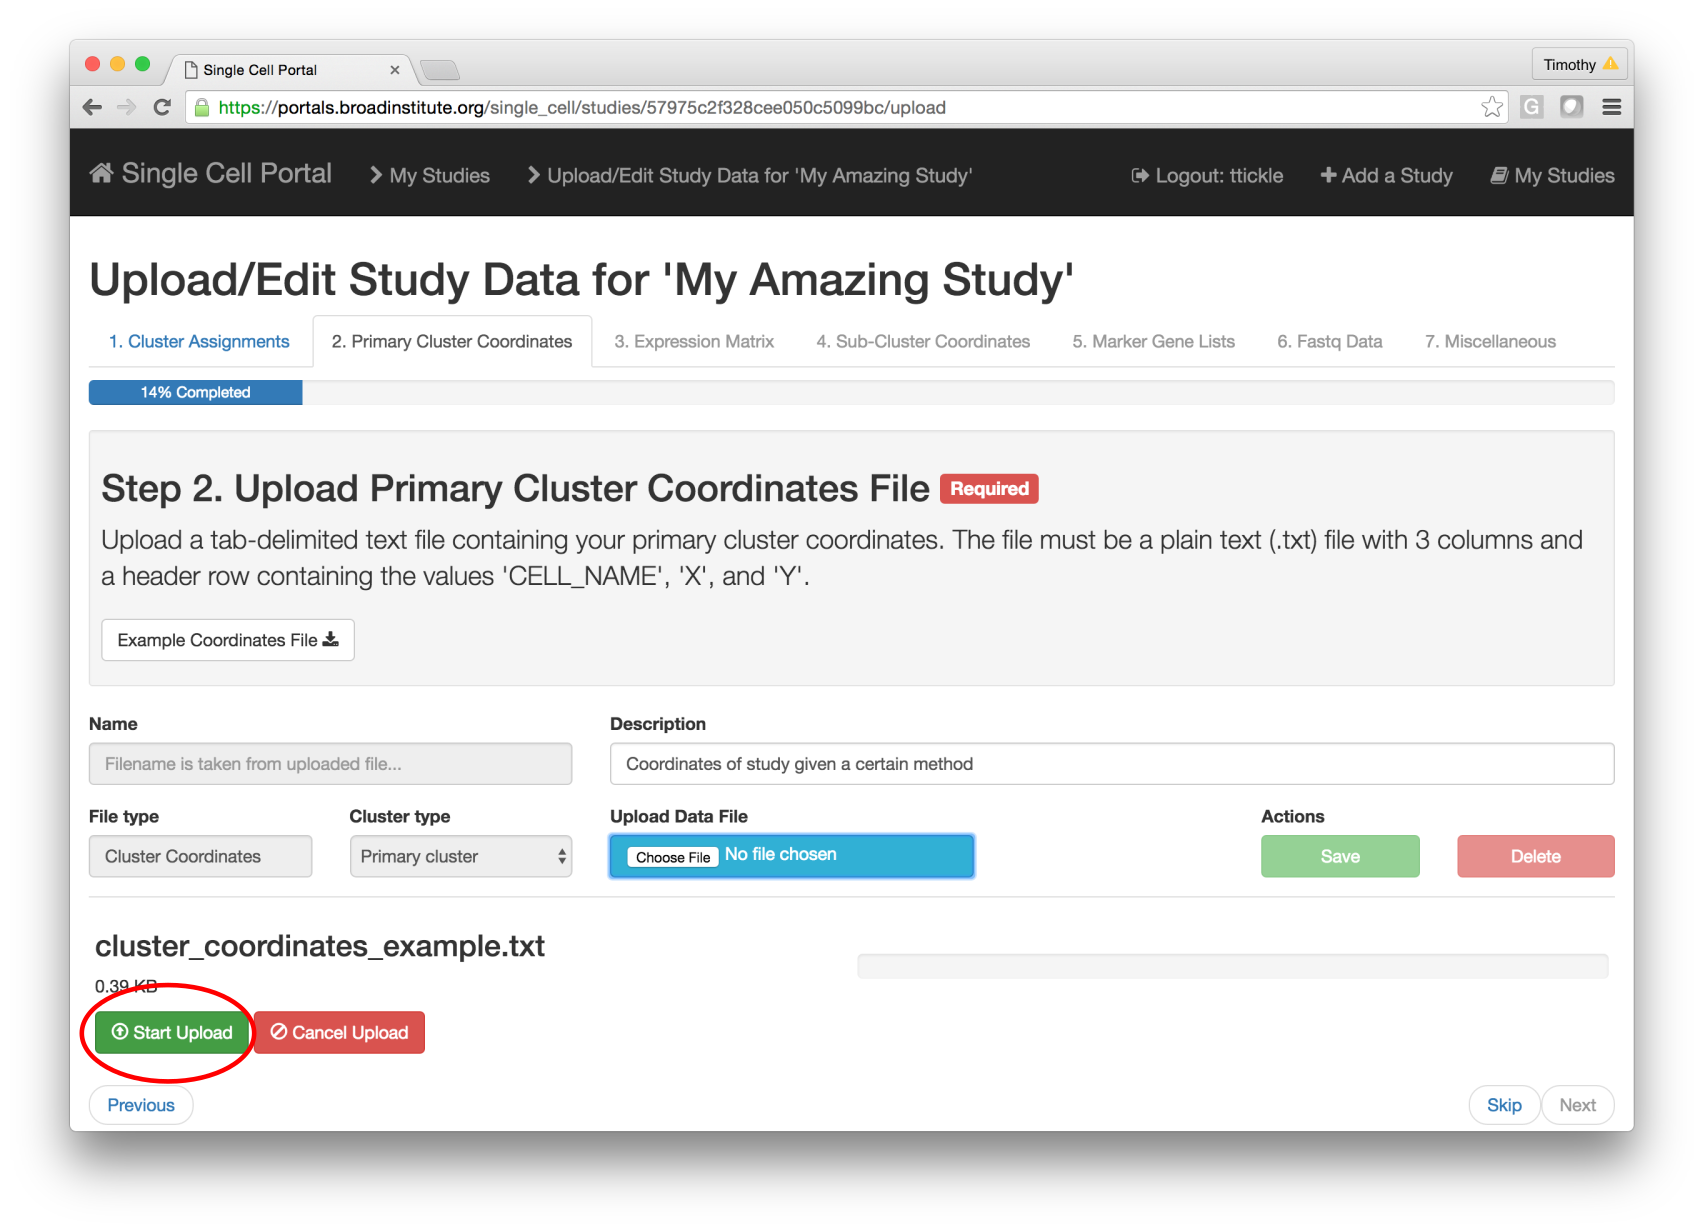 Single Cell Portal
Timothy
https://portals.broadinstitute.org/single_cell/studies/57975c2f328cee050c5099bc/upload
G
Single Cell Portal My Studies Upload/Edit Study Data for 'My Amazing Study' Logout: ttickle Add a Study My Studies
Upload/Edit Study Data for 'My Amazing Study'
1. Cluster Assignments 2. Primary Cluster Coordinates 3. Expression Matrix 4. Sub-Cluster Coordinates 5. Marker Gene Lists 6. Fastq Data 7. Miscellaneous
14% Completed
Step 2. Upload Primary Cluster Coordinates File Required
Upload a tab-delimited text file containing your primary cluster coordinates. The file must be a plain text (.txt) file with 3 columns and
a header row containing the values 'CELL_NAME', 'X', and 'Y'.
Example Coordinates File
Name Description
Filename is taken from uploaded file... Coordinates of study given a certain method
File type Cluster type Upload Data File Actions
Cluster Coordinates Primary cluster Choose File No file chosen Save Delete
cluster_coordinates_example.txt
0.39 KB
Start Upload Cancel Upload
Previous Skip Next